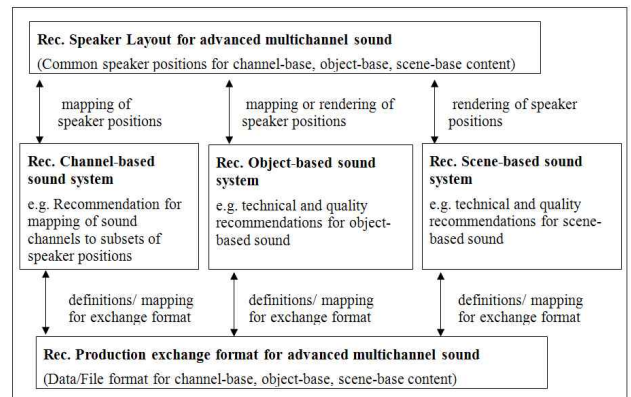 Rec. Speaker Layout for advanced multichannel sound
(Common speaker positions for channel-base, object-base, scene-base content)
mapping of
speaker positions
mapping or rendering of
speaker positions
rendering of speaker
positions
Rec. Channel-based
sound system
e.g. Recommendation for
mapping of sound
channels to subsets of
speaker positions
Rec. Object-based sound
system
e.g. technical and quality
recommendations for object-
based sound
Rec. Scene-based sound
system
e.g. technical and quality
recommendations for scene-
based sound
definitions/ mapping
for exchange format
definitions/ mapping
for exchange format
definitions/ mapping
for exchange format
Rec. Production exchange format for advanced multichannel sound
(Data/File format for channel-base, object-base, scene-base content)